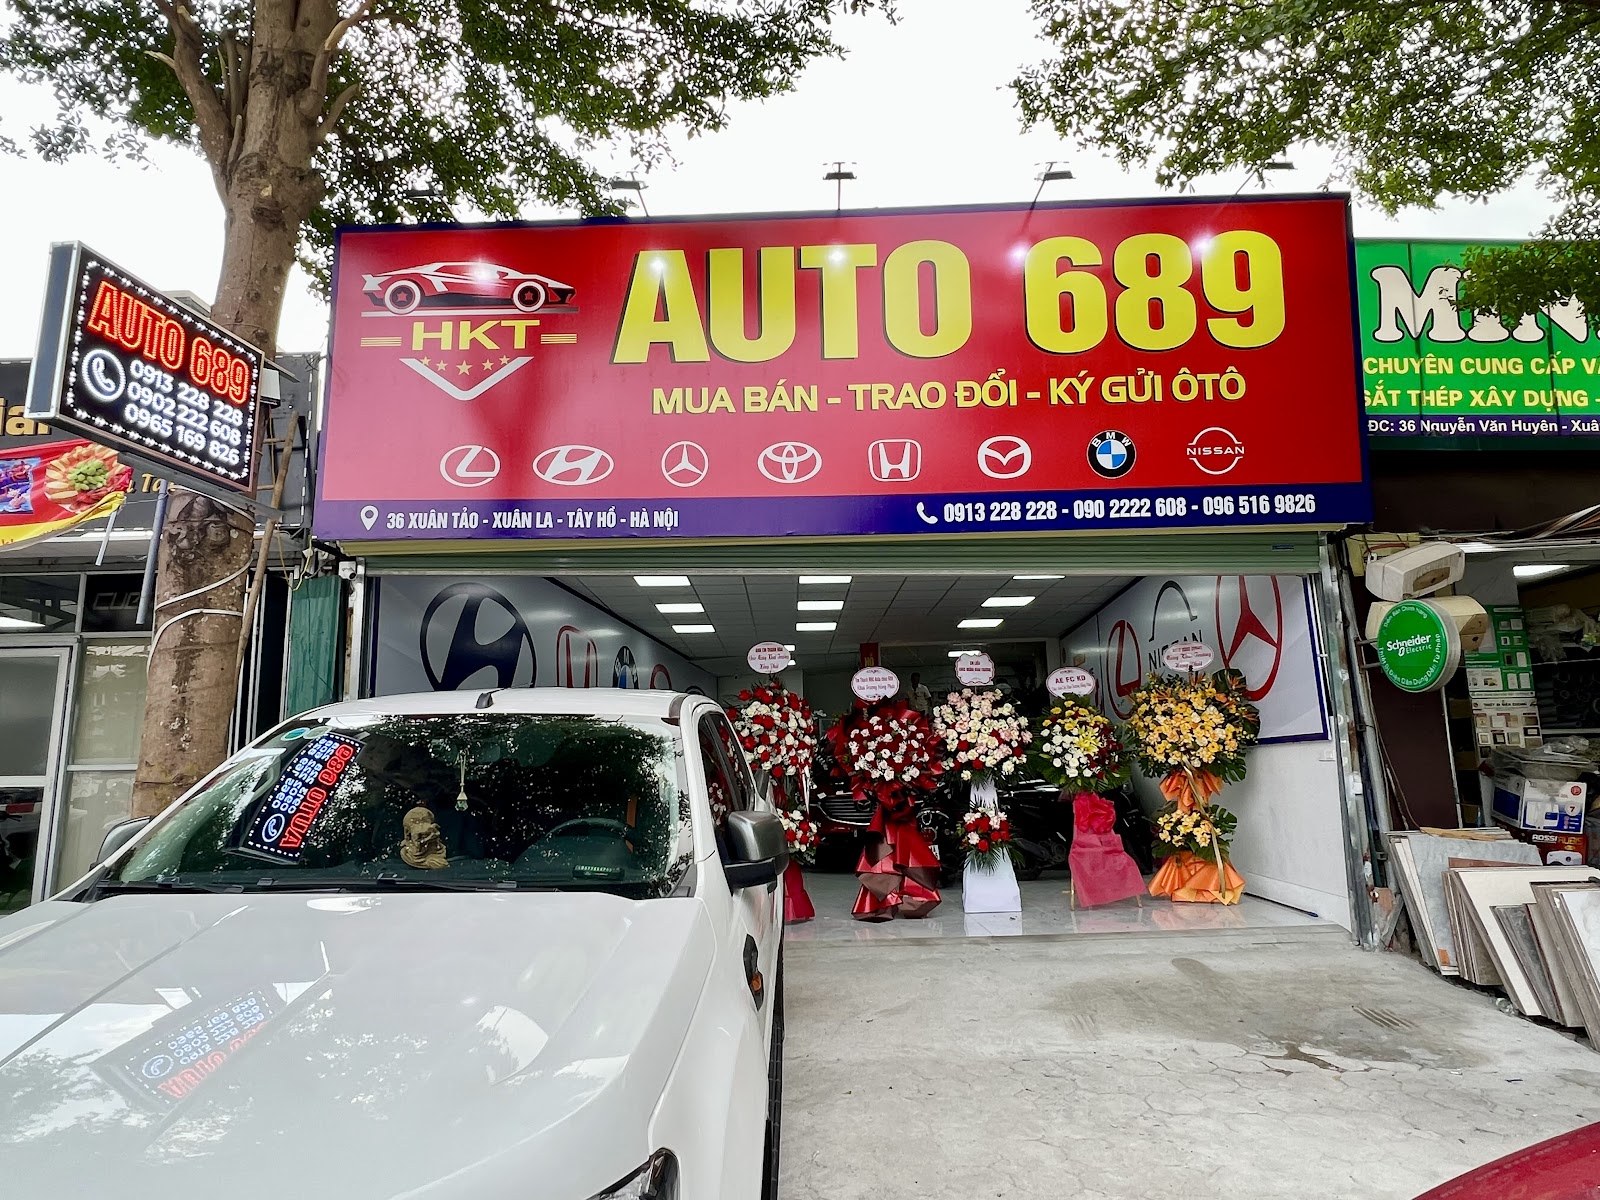 AUTO 689
0913 228 228
0902 222 608
0965 169 826
HKT
AUTO 689
MUA BÁN - TRAO ĐỔI - KÝ GỬI ÔTÔ
BMW
NISSAN
36 XUÂN TẢO - XUÂN LA - TÂY HỒ - HÀ NỘI
0913 228 228 - 090 2222 608 - 096 516 9826
MIN
CHUYÊN CUNG CẤP
SẮT THÉP XÂY DỰNG -
ĐC: 36 Nguyễn Văn Huyên - Xuâ
NISSAN
AE FC KD
Schneider
Electric